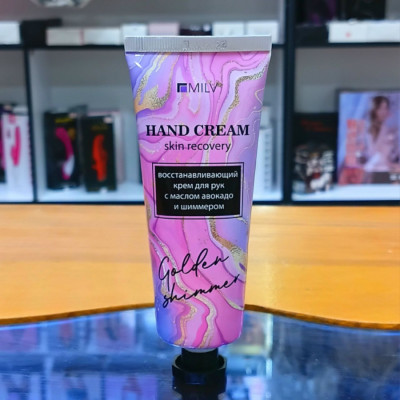 MILV
HAND CREAM
skin recovery
восстанавливающий
крем для рук
с маслом авокадо
и шиммером
Golden
shimmer